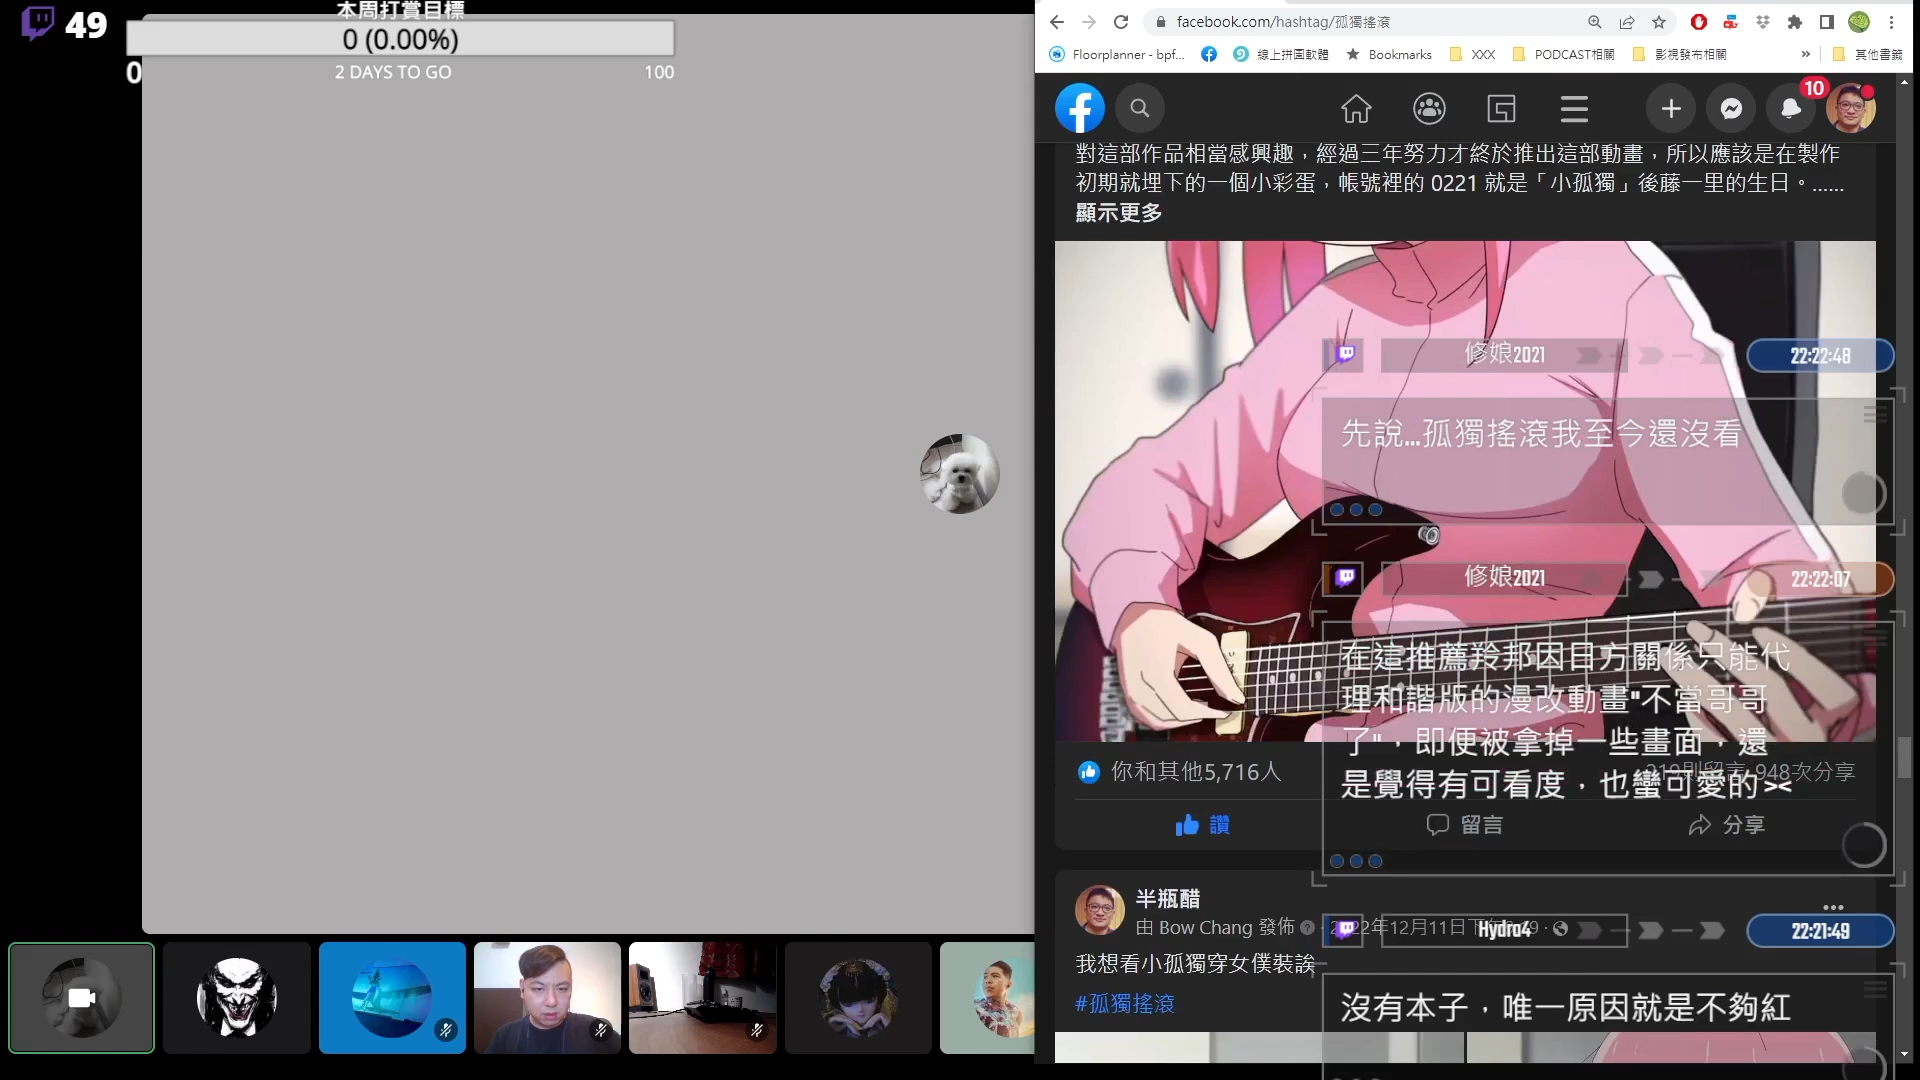 49
本周打賞目標
0 (0.00%)
0
2 DAYS TO GO
100
facebook.com/hashtag/孤獨搖滾
Floorplanner - bpf...
線上拼圖軟體
Bookmarks
XXX
PODCAST相關
影視發布相關
»
其他書籤
10
對這部作品相當感興趣，經過三年努力才終於推出這部動畫，所以應該是在製作
初期就埋下的一個小彩蛋，帳號裡的 0221 就是「小孤獨」後藤一里的生日。......
顯示更多
修娘2021
22:22:48
先說...孤獨搖滾我至今還沒看
修娘2021
22:22:07
在這推薦羚邦因日方關係只能代
理和諧版的漫改動畫"不當哥哥
了"，即便被拿掉一些畫面，還
是覺得有可看度，也蠻可愛的><
你和其他5,716人
219則留言 948次分享
讚
留言
分享
半瓶醋
由 Bow Chang 發佈
Hydra4
22:21:49
我想看小孤獨穿女僕裝誒
#孤獨搖滾
沒有本子，唯一原因就是不夠紅